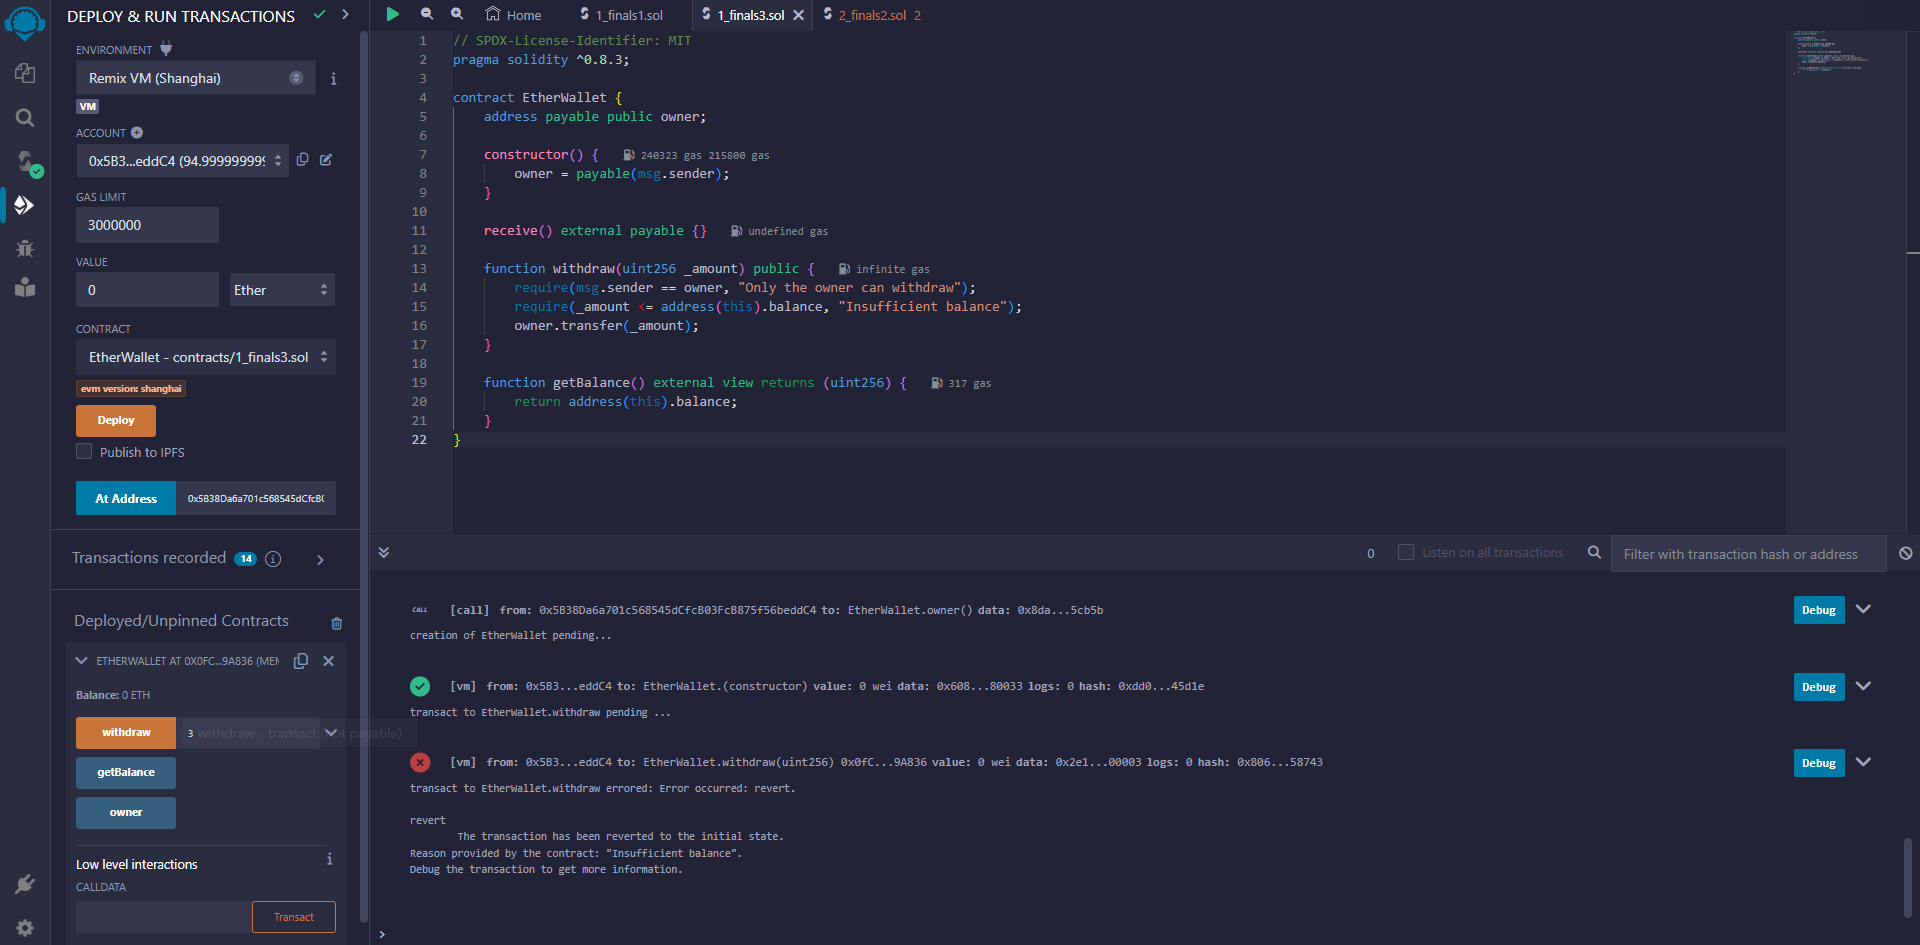 DEPLOY & RUN TRANSACTIONS
ENVIRONMENT
Remix VM (Shanghai)
VM
ACCOUNT
0x5B3...eddC4 (94.999999999
GAS LIMIT
3000000
VALUE
0
Ether
CONTRACT
EtherWallet - contracts/1_finals3.sol
evm version: shanghai
Deploy
Publish to IPFS
At Address
0x5B38Da6a701c568545dCfcB(
Transactions recorded 14
Deployed/Unpinned Contracts
ETHERWALLET AT 0X0FC...9A836 (MEM
Balance: 0 ETH
withdraw
3
withdraw - transact (not payable)
getBalance
owner
Low level interactions
CALLDATA
Transact
Home
1_finals1.sol
1_finals3.sol
2_finals2.sol 2
1 // SPDX-License-Identifier: MIT
2 pragma solidity ^0.8.3;
3
4 contract EtherWallet {
5 address payable public owner;
6
7 constructor() { 240323 gas 215800 gas
8 owner = payable(msg.sender);
9 }
10
11 receive() external payable {} undefined gas
12
13 function withdraw(uint256 _amount) public { infinite gas
14 require(msg.sender == owner, "Only the owner can withdraw");
15 require(_amount <= address(this).balance, "Insufficient balance");
16 owner.transfer(_amount);
17 }
18
19 function getBalance() external view returns (uint256) { 317 gas
20 return address(this).balance;
21 }
22 }
0
Listen on all transactions
Filter with transaction hash or address
CALL [call] from: 0x5B38Da6a701c568545dCfcB03FcB875f56beddC4 to: EtherWallet.owner() data: 0x8da...5cb5b
Debug
creation of EtherWallet pending...
[vm] from: 0x5B3...eddC4 to: EtherWallet.(constructor) value: 0 wei data: 0x608...80033 logs: 0 hash: 0xdd0...45d1e
Debug
transact to EtherWallet.withdraw pending ...
[vm] from: 0x5B3...eddC4 to: EtherWallet.withdraw(uint256) 0x0fC...9A836 value: 0 wei data: 0x2e1...00003 logs: 0 hash: 0x806...58743
Debug
transact to EtherWallet.withdraw errored: Error occurred: revert.
revert
The transaction has been reverted to the initial state.
Reason provided by the contract: "Insufficient balance".
Debug the transaction to get more information.
>